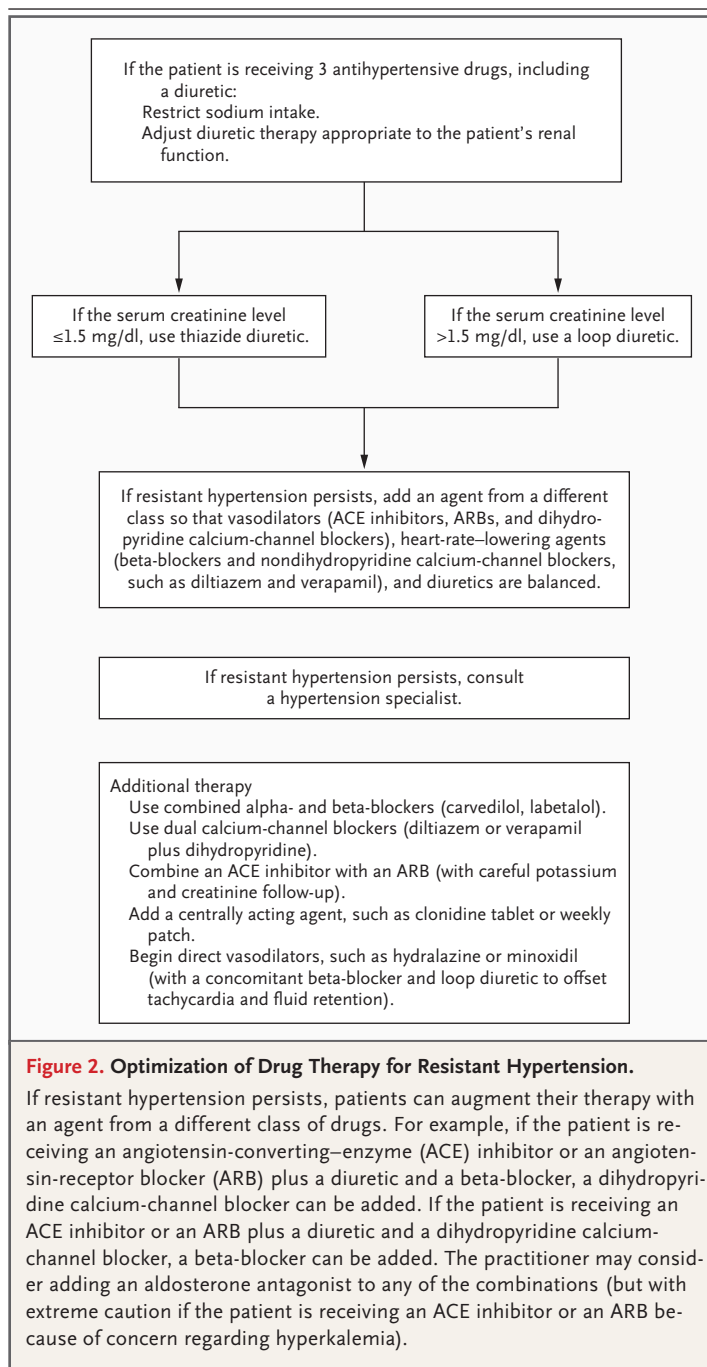 If the patient is receiving 3 antihypertensive drugs, including
a diuretic:
Restrict sodium intake.
Adjust diuretic therapy appropriate to the patient's renal
function.
If the serum creatinine level
≤1.5 mg/dl, use thiazide diuretic.
If the serum creatinine level
>1.5 mg/dl, use a loop diuretic.
If resistant hypertension persists, add an agent from a different
class so that vasodilators (ACE inhibitors, ARBs, and dihydro-
pyridine calcium-channel blockers), heart-rate–lowering agents
(beta-blockers and nondihydropyridine calcium-channel blockers,
such as diltiazem and verapamil), and diuretics are balanced.
If resistant hypertension persists, consult
a hypertension specialist.
Additional therapy
Use combined alpha- and beta-blockers (carvedilol, labetalol).
Use dual calcium-channel blockers (diltiazem or verapamil
plus dihydropyridine).
Combine an ACE inhibitor with an ARB (with careful potassium
and creatinine follow-up).
Add a centrally acting agent, such as clonidine tablet or weekly
patch.
Begin direct vasodilators, such as hydralazine or minoxidil
(with a concomitant beta-blocker and loop diuretic to offset
tachycardia and fluid retention).
Figure 2. Optimization of Drug Therapy for Resistant Hypertension.
If resistant hypertension persists, patients can augment their therapy with
an agent from a different class of drugs. For example, if the patient is re-
ceiving an angiotensin-converting–enzyme (ACE) inhibitor or an angioten-
sin-receptor blocker (ARB) plus a diuretic and a beta-blocker, a dihydropyri-
dine calcium-channel blocker can be added. If the patient is receiving an
ACE inhibitor or an ARB plus a diuretic and a dihydropyridine calcium-
channel blocker, a beta-blocker can be added. The practitioner may consid-
er adding an aldosterone antagonist to any of the combinations (but with
extreme caution if the patient is receiving an ACE inhibitor or an ARB be-
cause of concern regarding hyperkalemia).